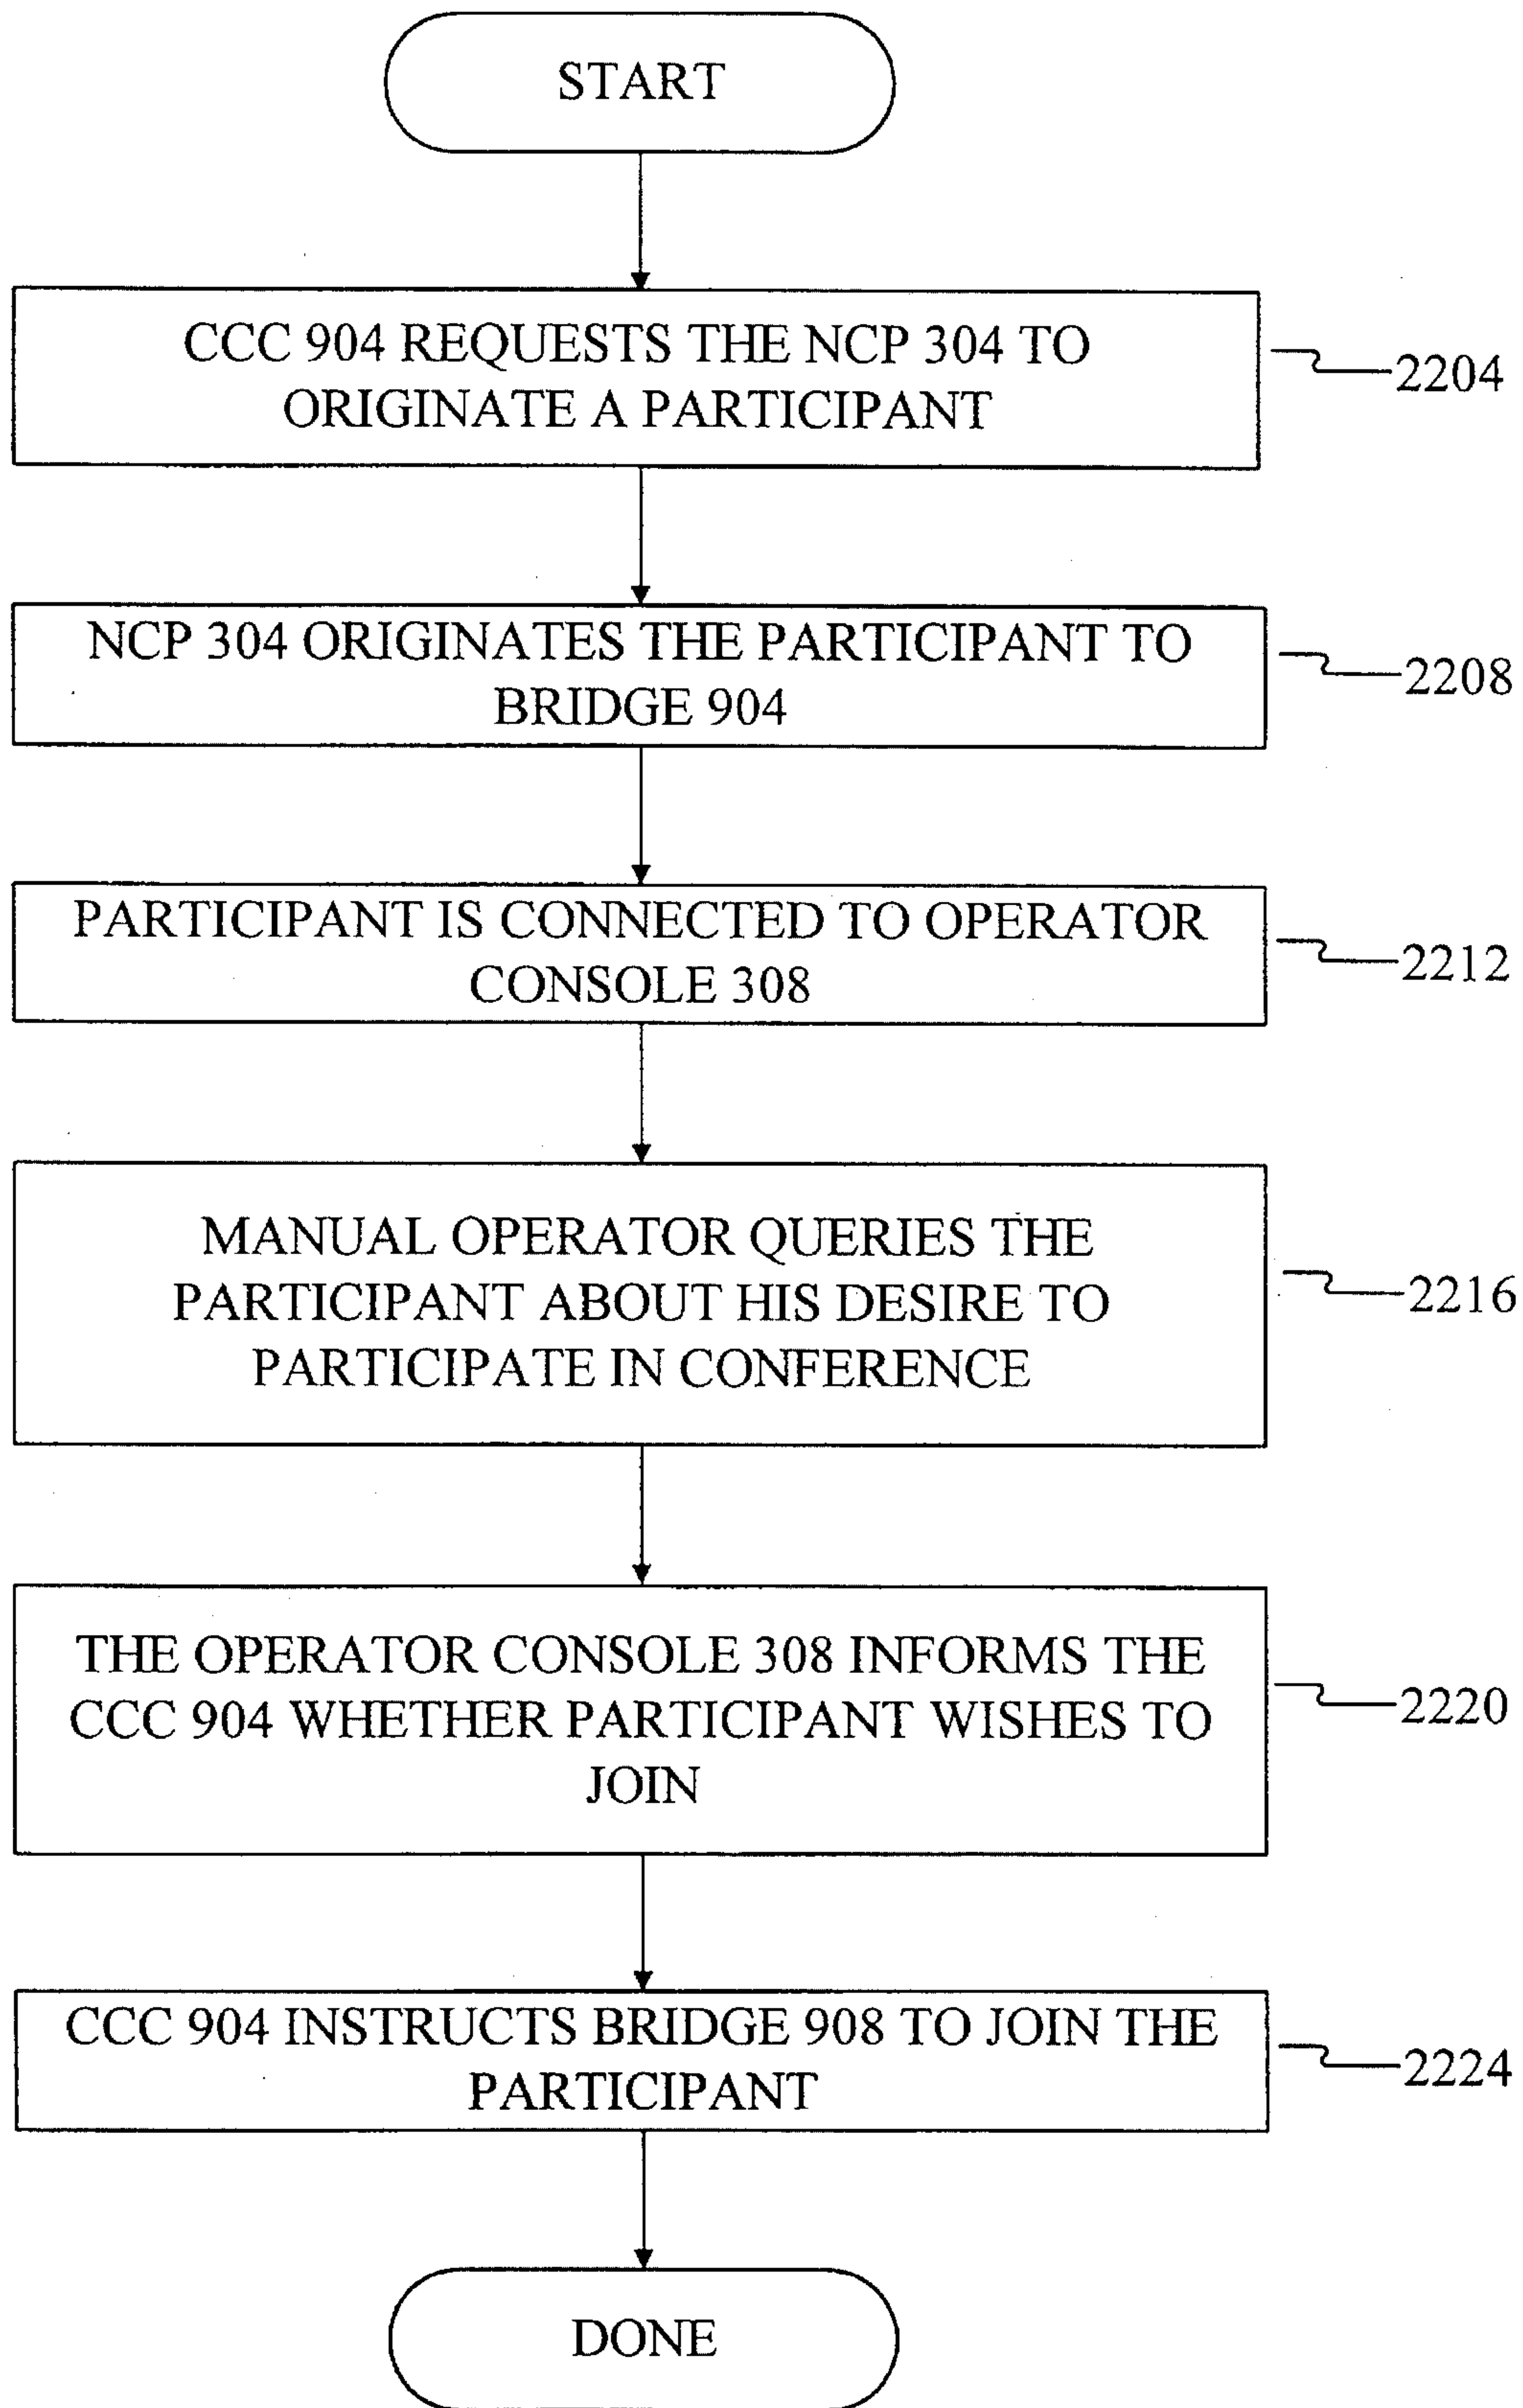 START
CCC 904 REQUESTS THE NCP 304 TO
ORIGINATE A PARTICIPANT
2204
NCP 304 ORIGINATES THE PARTICIPANT TO
BRIDGE 904
2208
PARTICIPANT IS CONNECTED TO OPERATOR
CONSOLE 308
2212
MANUAL OPERATOR QUERIES THE
PARTICIPANT ABOUT HIS DESIRE TO
PARTICIPATE IN CONFERENCE
2216
THE OPERATOR CONSOLE 308 INFORMS THE
CCC 904 WHETHER PARTICIPANT WISHES TO
JOIN
2220
CCC 904 INSTRUCTS BRIDGE 908 TO JOIN THE
PARTICIPANT
2224
DONE